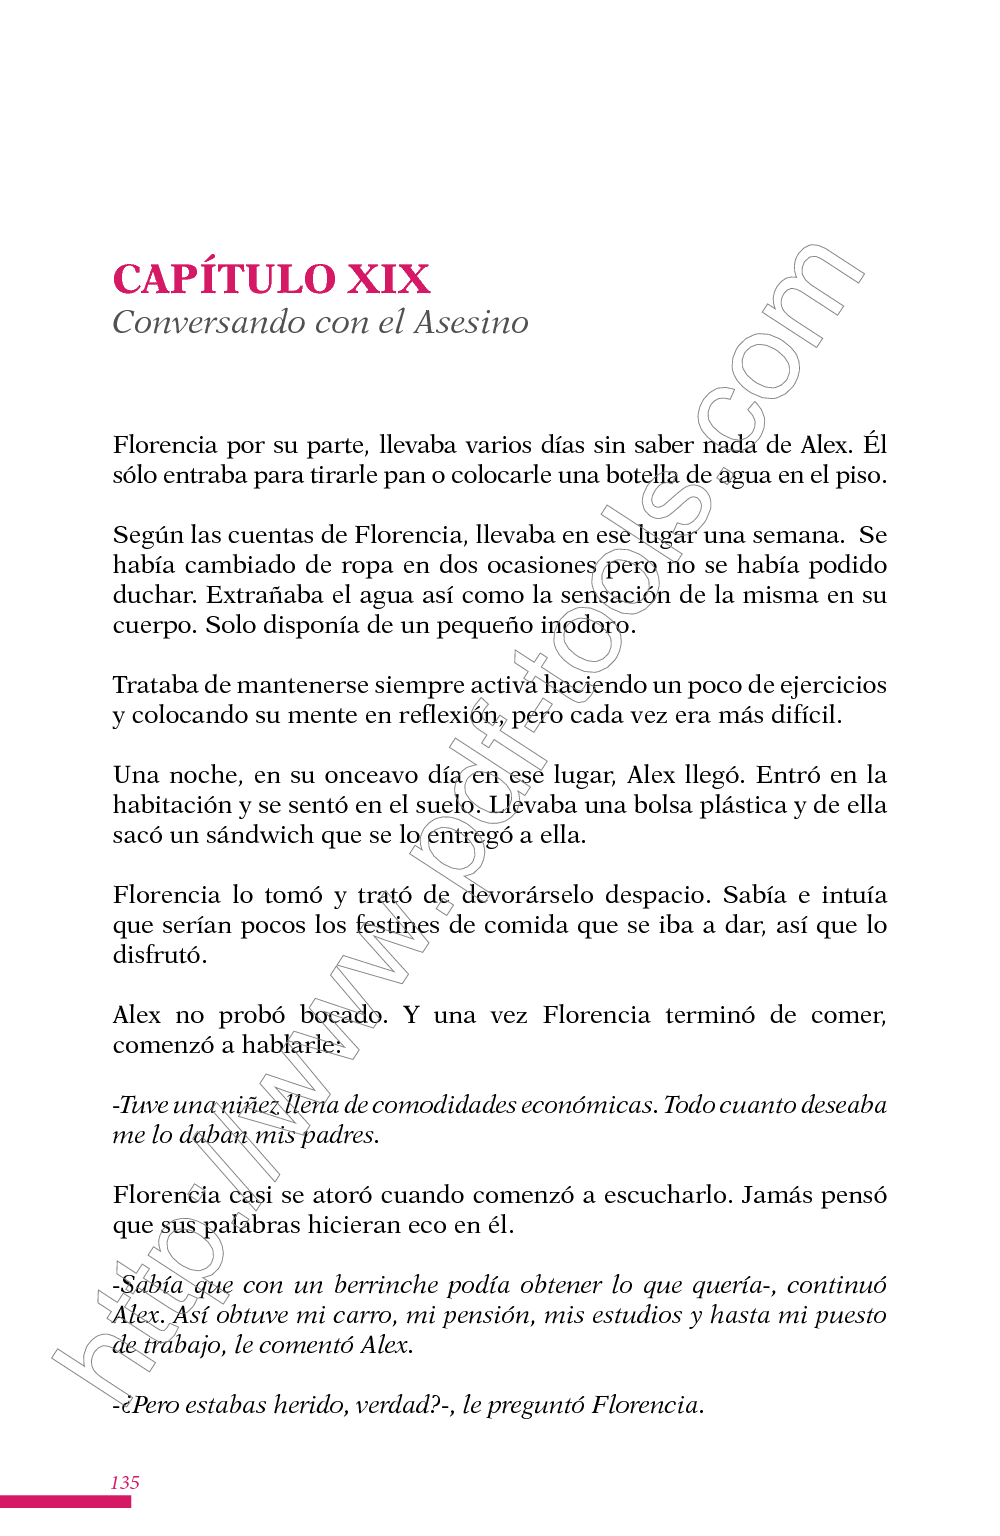 CAPÍTULO XIX
Conversando con el Asesino
Florencia por su parte, llevaba varios días sin saber nada de Alex. Él
sólo entraba para tirarle pan o colocarle una botella de agua en el piso.
Según las cuentas de Florencia, llevaba en ese lugar una semana.  Se
había cambiado de ropa en dos ocasiones pero no se había podido
duchar. Extrañaba el agua así como la sensación de la misma en su
cuerpo. Solo disponía de un pequeño inodoro.
Trataba de mantenerse siempre activa haciendo un poco de ejercicios
y colocando su mente en reflexión, pero cada vez era más difícil.
Una noche, en su onceavo día en ese lugar, Alex llegó. Entró en la
habitación y se sentó en el suelo. Llevaba una bolsa plástica y de ella
sacó un sándwich que se lo entregó a ella.
Florencia lo tomó y trató de devorárselo despacio. Sabía e intuía
que serían pocos los festines de comida que se iba a dar, así que lo
disfrutó.
Alex no probó bocado. Y una vez Florencia terminó de comer,
comenzó a hablarle:
-Tuve una niñez llena de comodidades económicas. Todo cuanto deseaba
me lo daban mis padres.
Florencia casi se atoró cuando comenzó a escucharlo. Jamás pensó
que sus palabras hicieran eco en él.
-Sabía que con un berrinche podía obtener lo que quería-, continuó
Alex. Así obtuve mi carro, mi pensión, mis estudios y hasta mi puesto
de trabajo, le comentó Alex.
-¿Pero estabas herido, verdad?-, le preguntó Florencia.
135
http://www.pdf-tools.com